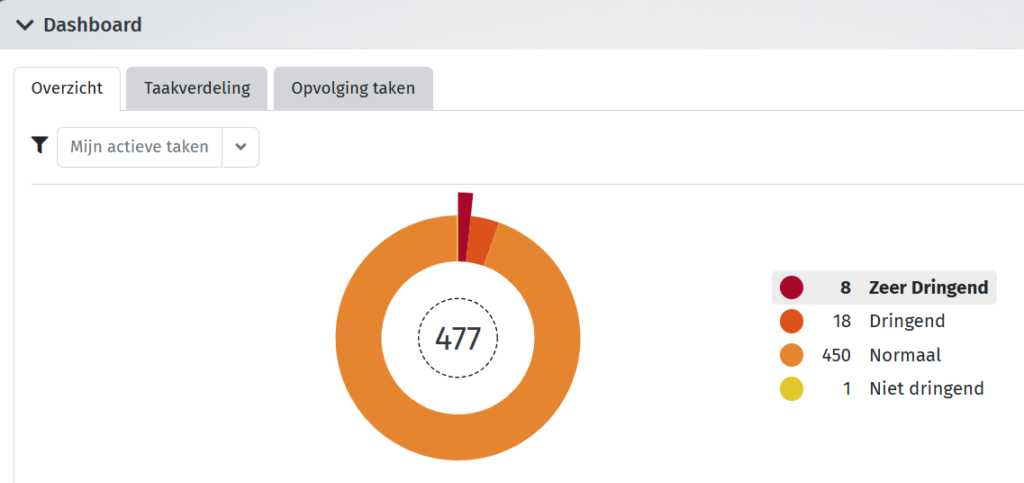 Dashboard
Overzicht Taakverdeling Opvolging taken
Mijn actieve taken
477
8 Zeer Dringend
18 Dringend
450 Normaal
1 Niet dringend